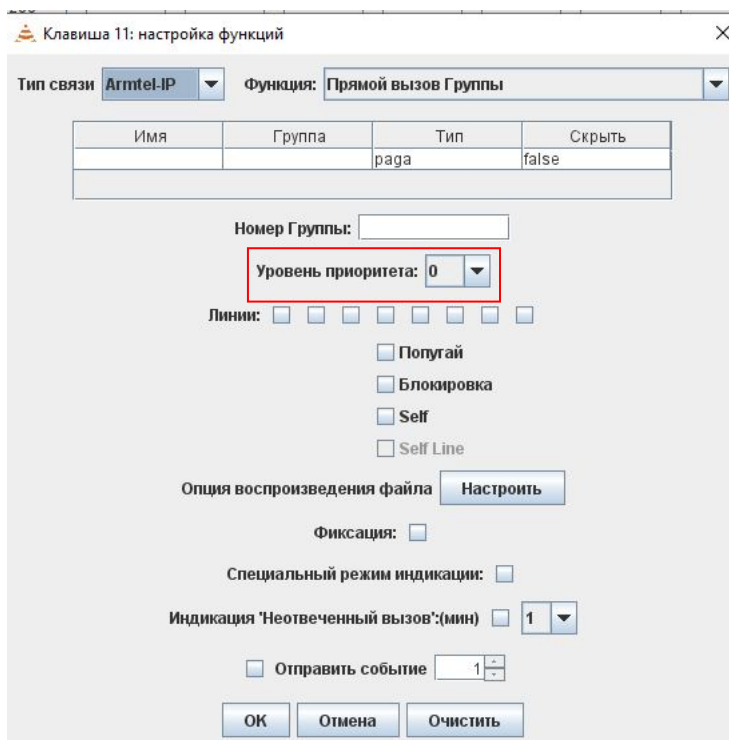 Клавиша 11: настройка функций
Тип связи Armtel-IP Функция: Прямой вызов Группы
Имя Группа Тип Скрыть
paga false
Номер Группы:
Уровень приоритета: 0
Линии:
Попугай
Блокировка
Self
Self Line
Опция воспроизведения файла Настроить
Фиксация:
Специальный режим индикации:
Индикация 'Неотвеченный вызов':(мин) 1
Отправить событие 1
OK Отмена Очистить